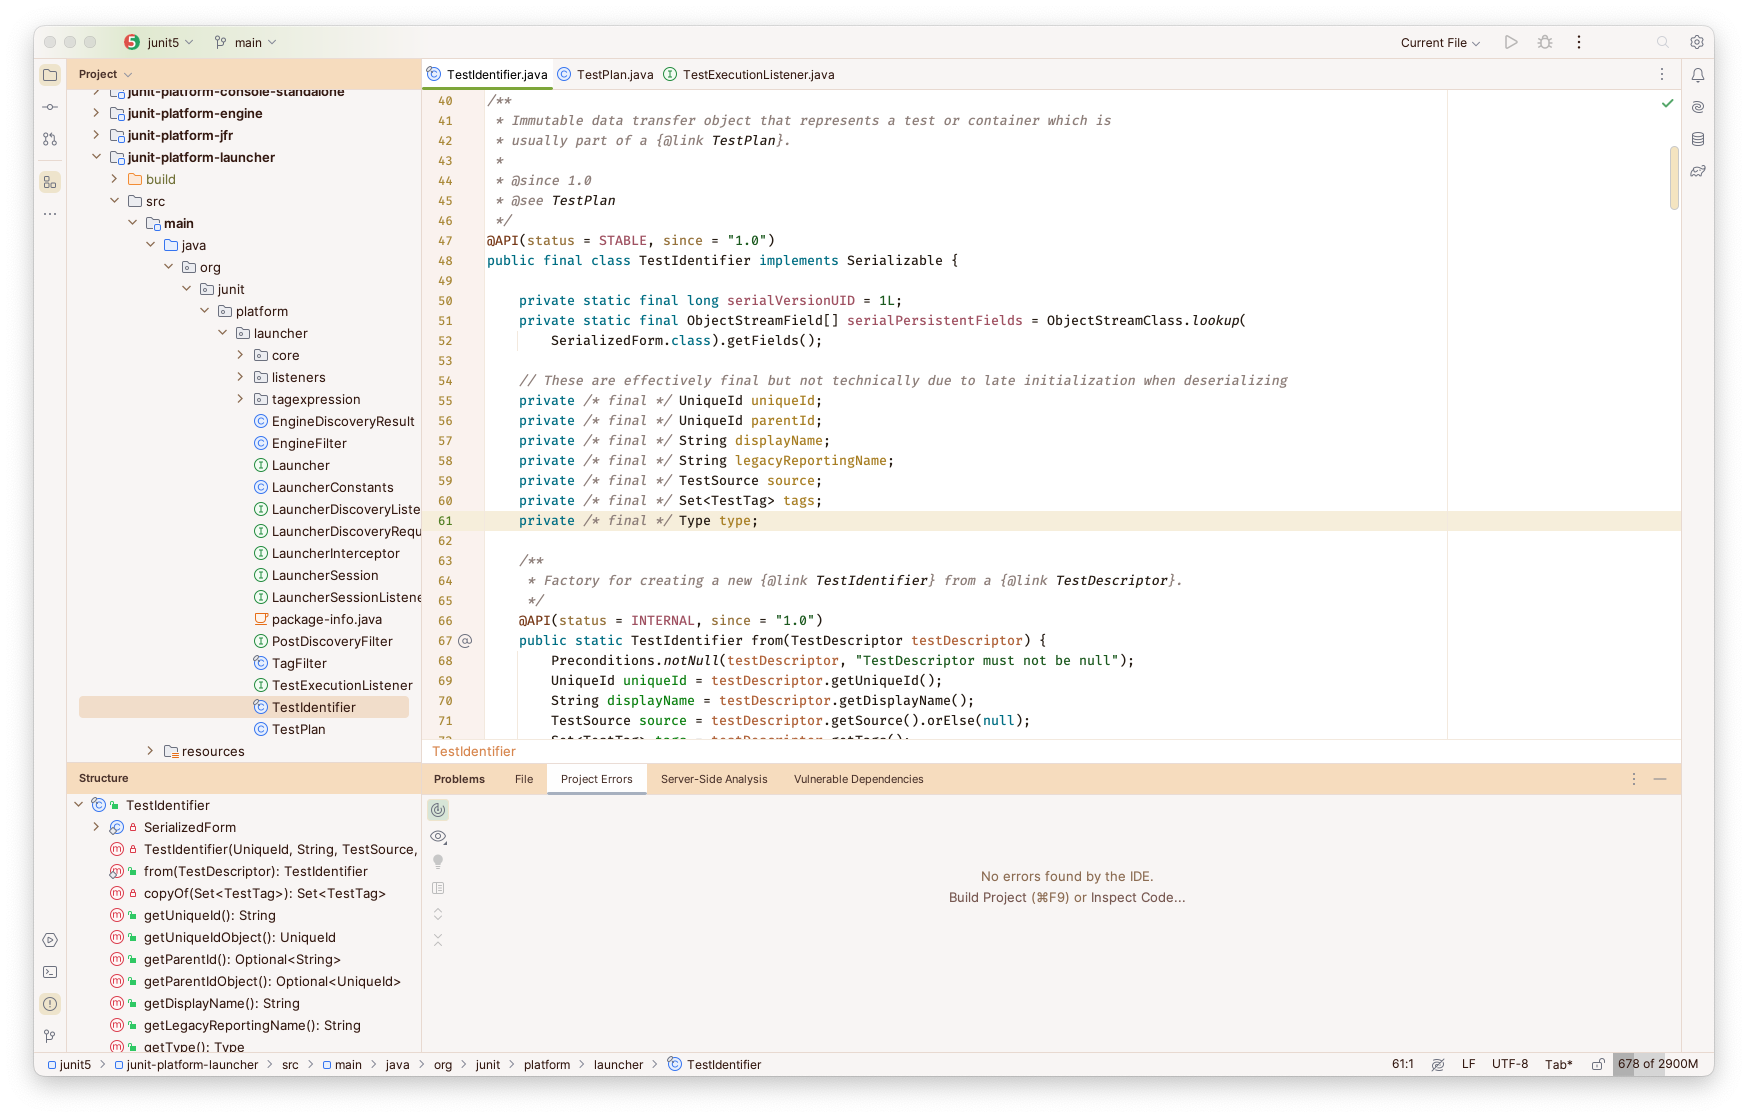 5 junit5 main
Current File
Project
junit-platform-console-standalone
junit-platform-engine
junit-platform-jfr
junit-platform-launcher
build
src
main
java
org
junit
platform
launcher
core
listeners
tagexpression
EngineDiscoveryResult
EngineFilter
Launcher
LauncherConstants
LauncherDiscoveryListe
LauncherDiscoveryRequ
LauncherInterceptor
LauncherSession
LauncherSessionListene
package-info.java
PostDiscoveryFilter
TagFilter
TestExecutionListener
TestIdentifier
TestPlan
resources
TestIdentifier.java TestPlan.java TestExecutionListener.java
40 /**
41 * Immutable data transfer object that represents a test or container which is
42 * usually part of a {@link TestPlan}.
43 *
44 * @since 1.0
45 * @see TestPlan
46 */
47 @API(status = STABLE, since = "1.0")
48 public final class TestIdentifier implements Serializable {
49
50 private static final long serialVersionUID = 1L;
51 private static final ObjectStreamField[] serialPersistentFields = ObjectStreamClass.lookup(
52 SerializedForm.class).getFields();
53
54 // These are effectively final but not technically due to late initialization when deserializing
55 private /* final */ UniqueId uniqueId;
56 private /* final */ UniqueId parentId;
57 private /* final */ String displayName;
58 private /* final */ String legacyReportingName;
59 private /* final */ TestSource source;
60 private /* final */ Set<TestTag> tags;
61 private /* final */ Type type;
62
63 /**
64 * Factory for creating a new {@link TestIdentifier} from a {@link TestDescriptor}.
65 */
66 @API(status = INTERNAL, since = "1.0")
67 public static TestIdentifier from(TestDescriptor testDescriptor) {
68 Preconditions.notNull(testDescriptor, "TestDescriptor must not be null");
69 UniqueId uniqueId = testDescriptor.getUniqueId();
70 String displayName = testDescriptor.getDisplayName();
71 TestSource source = testDescriptor.getSource().orElse(null);
72 Set<TestTag> tags = testDescriptor.getTags();
TestIdentifier
Structure
TestIdentifier
SerializedForm
TestIdentifier(UniqueId, String, TestSource,
from(TestDescriptor): TestIdentifier
copyOf(Set<TestTag>): Set<TestTag>
getUniqueId(): String
getUniqueIdObject(): UniqueId
getParentId(): Optional<String>
getParentIdObject(): Optional<UniqueId>
getDisplayName(): String
getLegacyReportingName(): String
getType(): Type
Problems File Project Errors Server-Side Analysis Vulnerable Dependencies
No errors found by the IDE.
Build Project (⌘F9) or Inspect Code...
junit5 junit-platform-launcher src main java org junit platform launcher TestIdentifier
61:1 LF UTF-8 Tab* 678 of 2900M